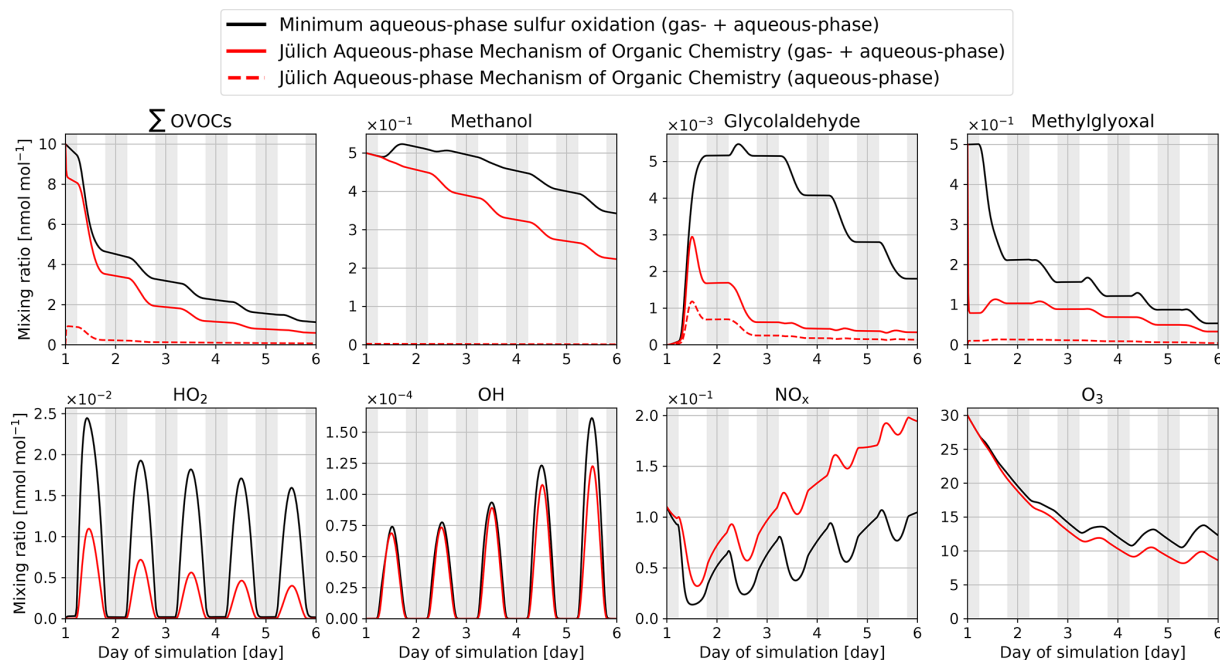 Minimum aqueous-phase sulfur oxidation (gas- + aqueous-phase)
Jülich Aqueous-phase Mechanism of Organic Chemistry (gas- + aqueous-phase)
Jülich Aqueous-phase Mechanism of Organic Chemistry (aqueous-phase)
∑ OVOCs
Mixing ratio [nmol mol⁻¹]
10
8
6
4
2
0
1 2 3 4 5 6
×10⁻¹ Methanol
5
4
3
2
1
0
1 2 3 4 5 6
×10⁻³ Glycolaldehyde
5
4
3
2
1
0
1 2 3 4 5 6
×10⁻¹ Methylglyoxal
5
4
3
2
1
0
1 2 3 4 5 6
×10⁻² HO₂
Mixing ratio [nmol mol⁻¹]
2.5
2.0
1.5
1.0
0.5
0.0
1 2 3 4 5 6
Day of simulation [day]
×10⁻⁴ OH
1.50
1.25
1.00
0.75
0.50
0.25
0.00
1 2 3 4 5 6
Day of simulation [day]
×10⁻¹ NOₓ
2.0
1.5
1.0
0.5
0.0
1 2 3 4 5 6
Day of simulation [day]
O₃
30
25
20
15
10
5
0
1 2 3 4 5 6
Day of simulation [day]